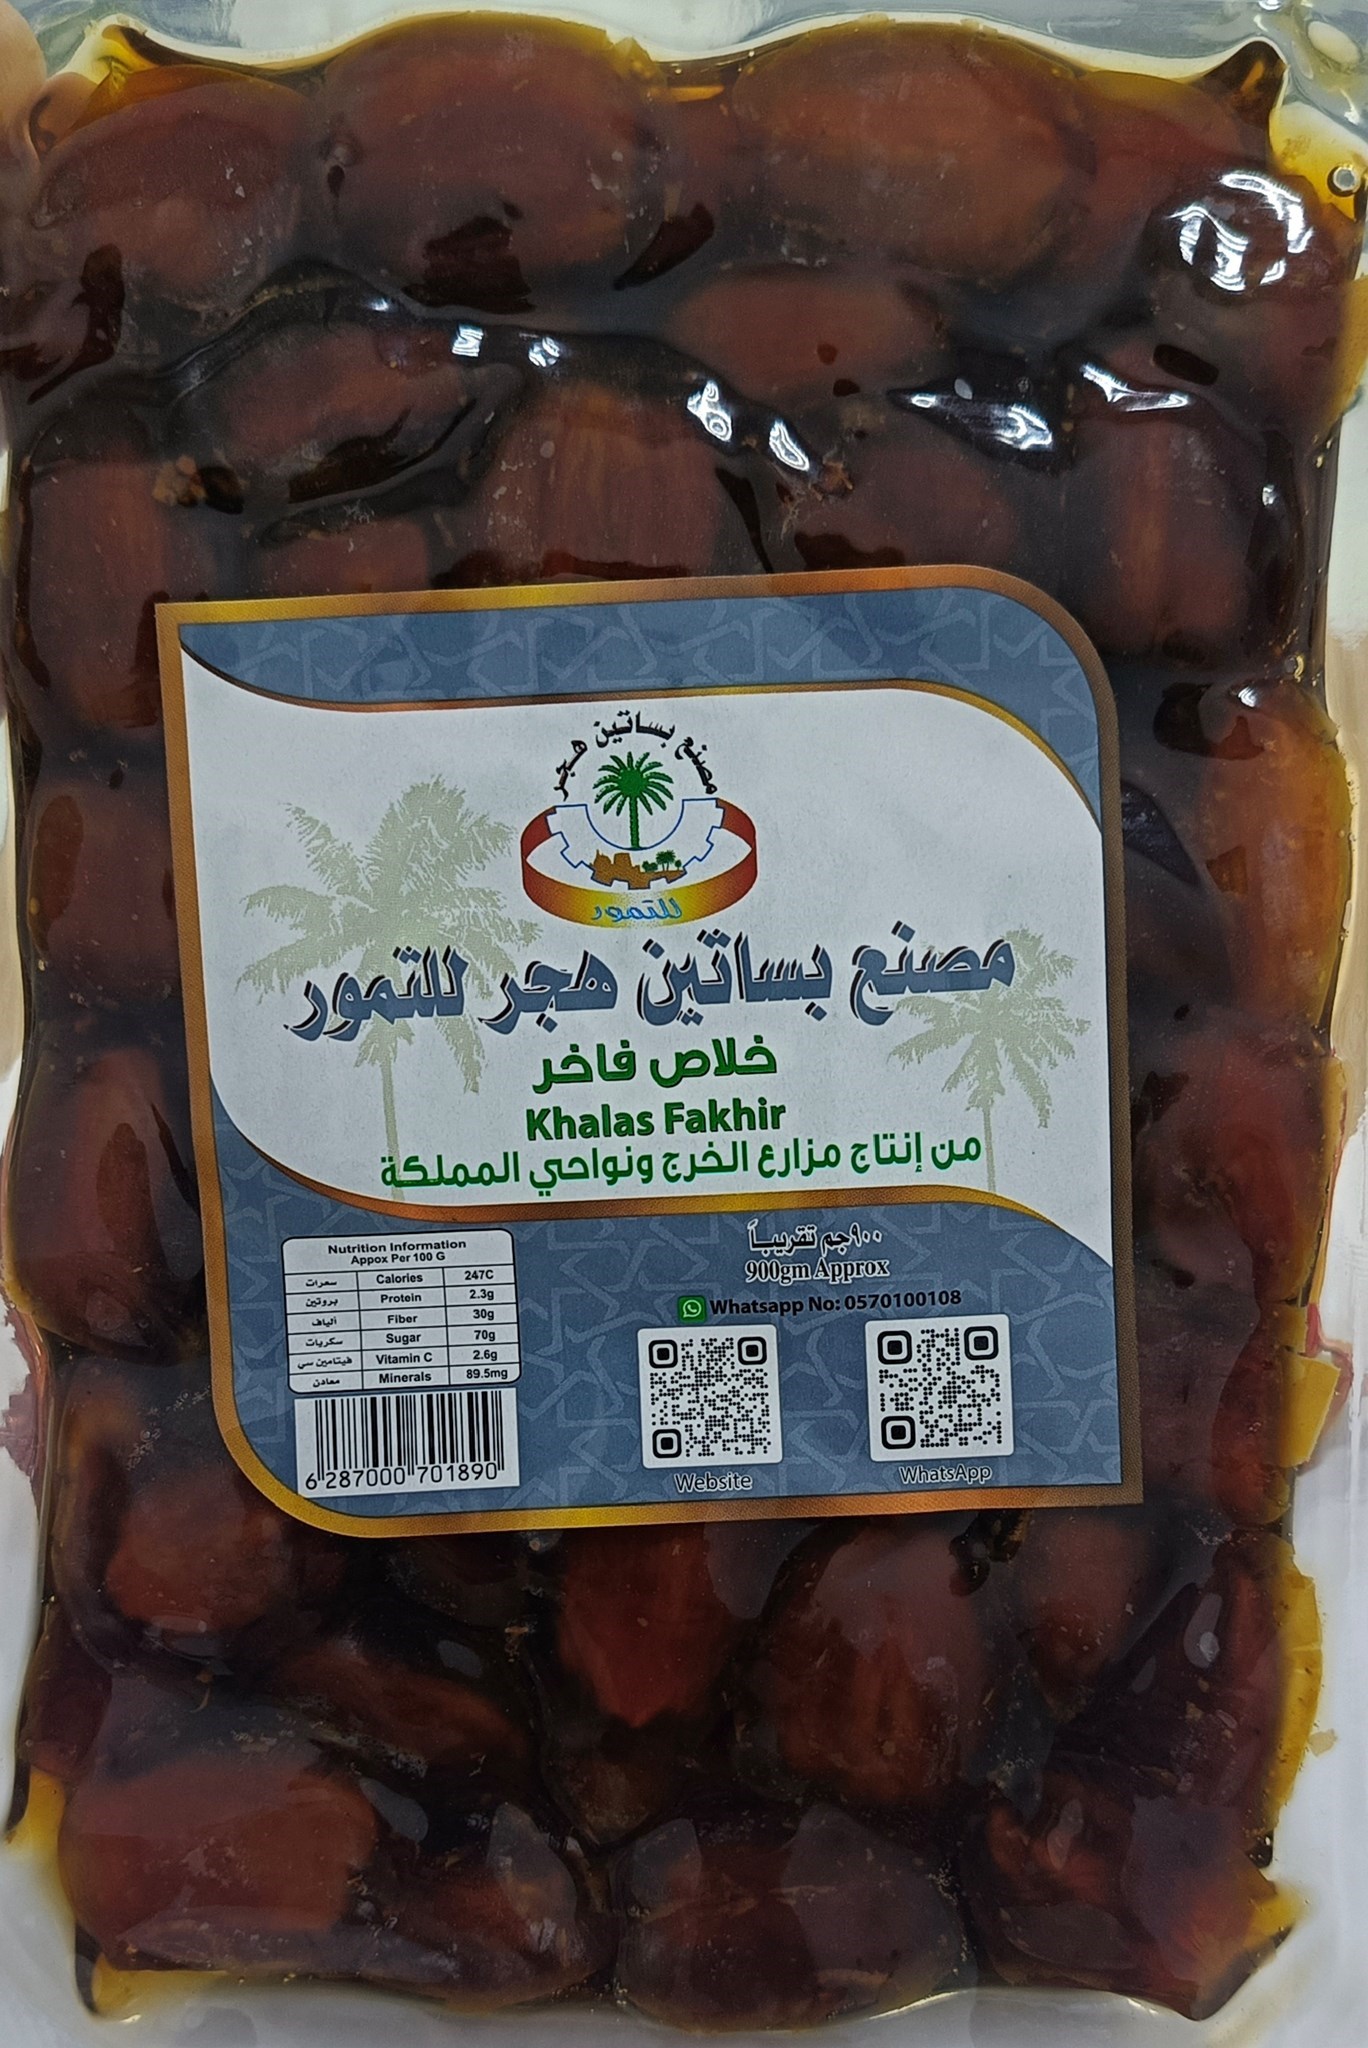 مصنع بساتين هجر
للتمور
مصنع بساتين هجر للتمور
خلاص فاخر
Khalas Fakhir
من إنتاج مزارع الخرج ونواحي المملكة
Nutrition Information
Approx Per 100 G
سعرات Calories 247C
بروتين Protein 2.3g
ألياف Fiber 30g
سكريات Sugar 70g
فيتامين سي Vitamin C 2.6g
معادن Minerals 89.5mg
6 287000 701890
٩٠٠جم تقريباً
900gm Approx
Whatsapp No: 0570100108
Website
WhatsApp